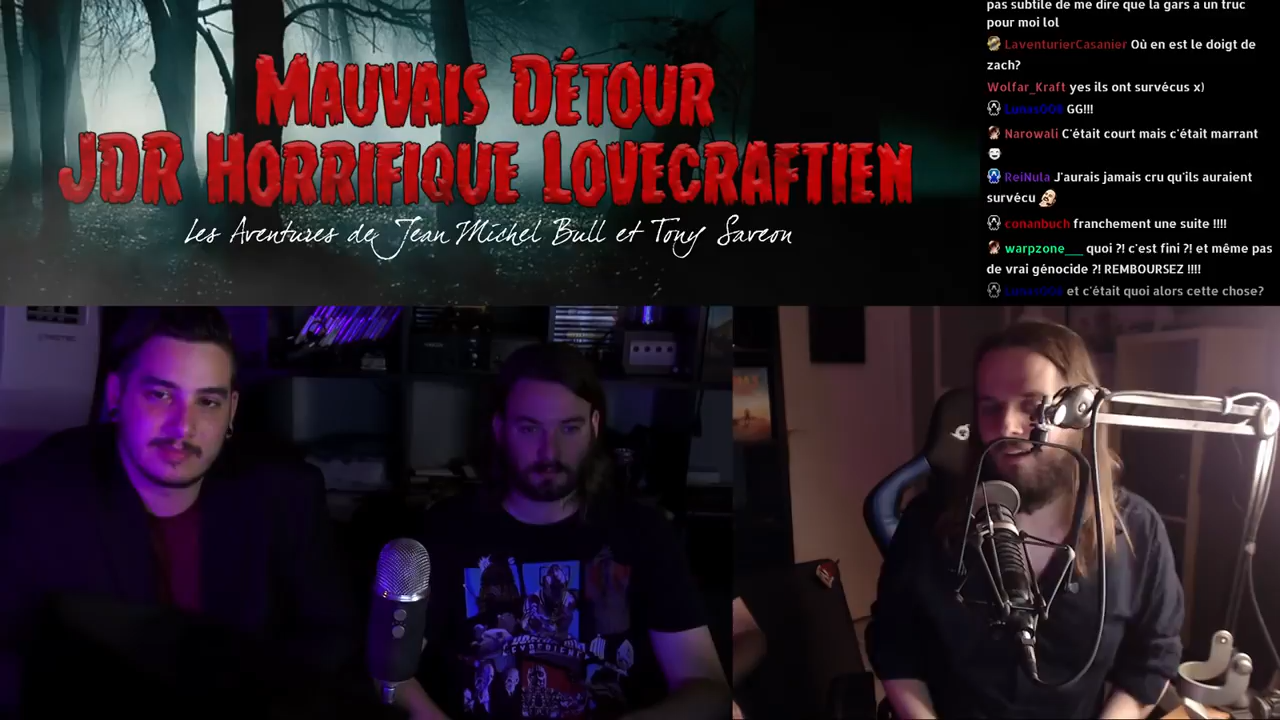 MAUVAIS DÉTOUR
JDR HORRIFIQUE LOVECRAFTIEN
Les Aventures de Jean Michel Bull et Tony Saveon
pas subtile de me dire que la gars a un truc
pour moi lol
LaventurierCasanier Où en est le doigt de
zach?
Wolfar_Kraft yes ils ont survécus x)
GG!!!
Narowali C'était court mais c'était marrant
ReiNula J'aurais jamais cru qu'ils auraient
survécu
conanbuch franchement une suite !!!!
warpzone___ quoi ?! c'est fini ?! et même pas
de vrai génocide ?! REMBOURSEZ !!!!
et c'était quoi alors cette chose?